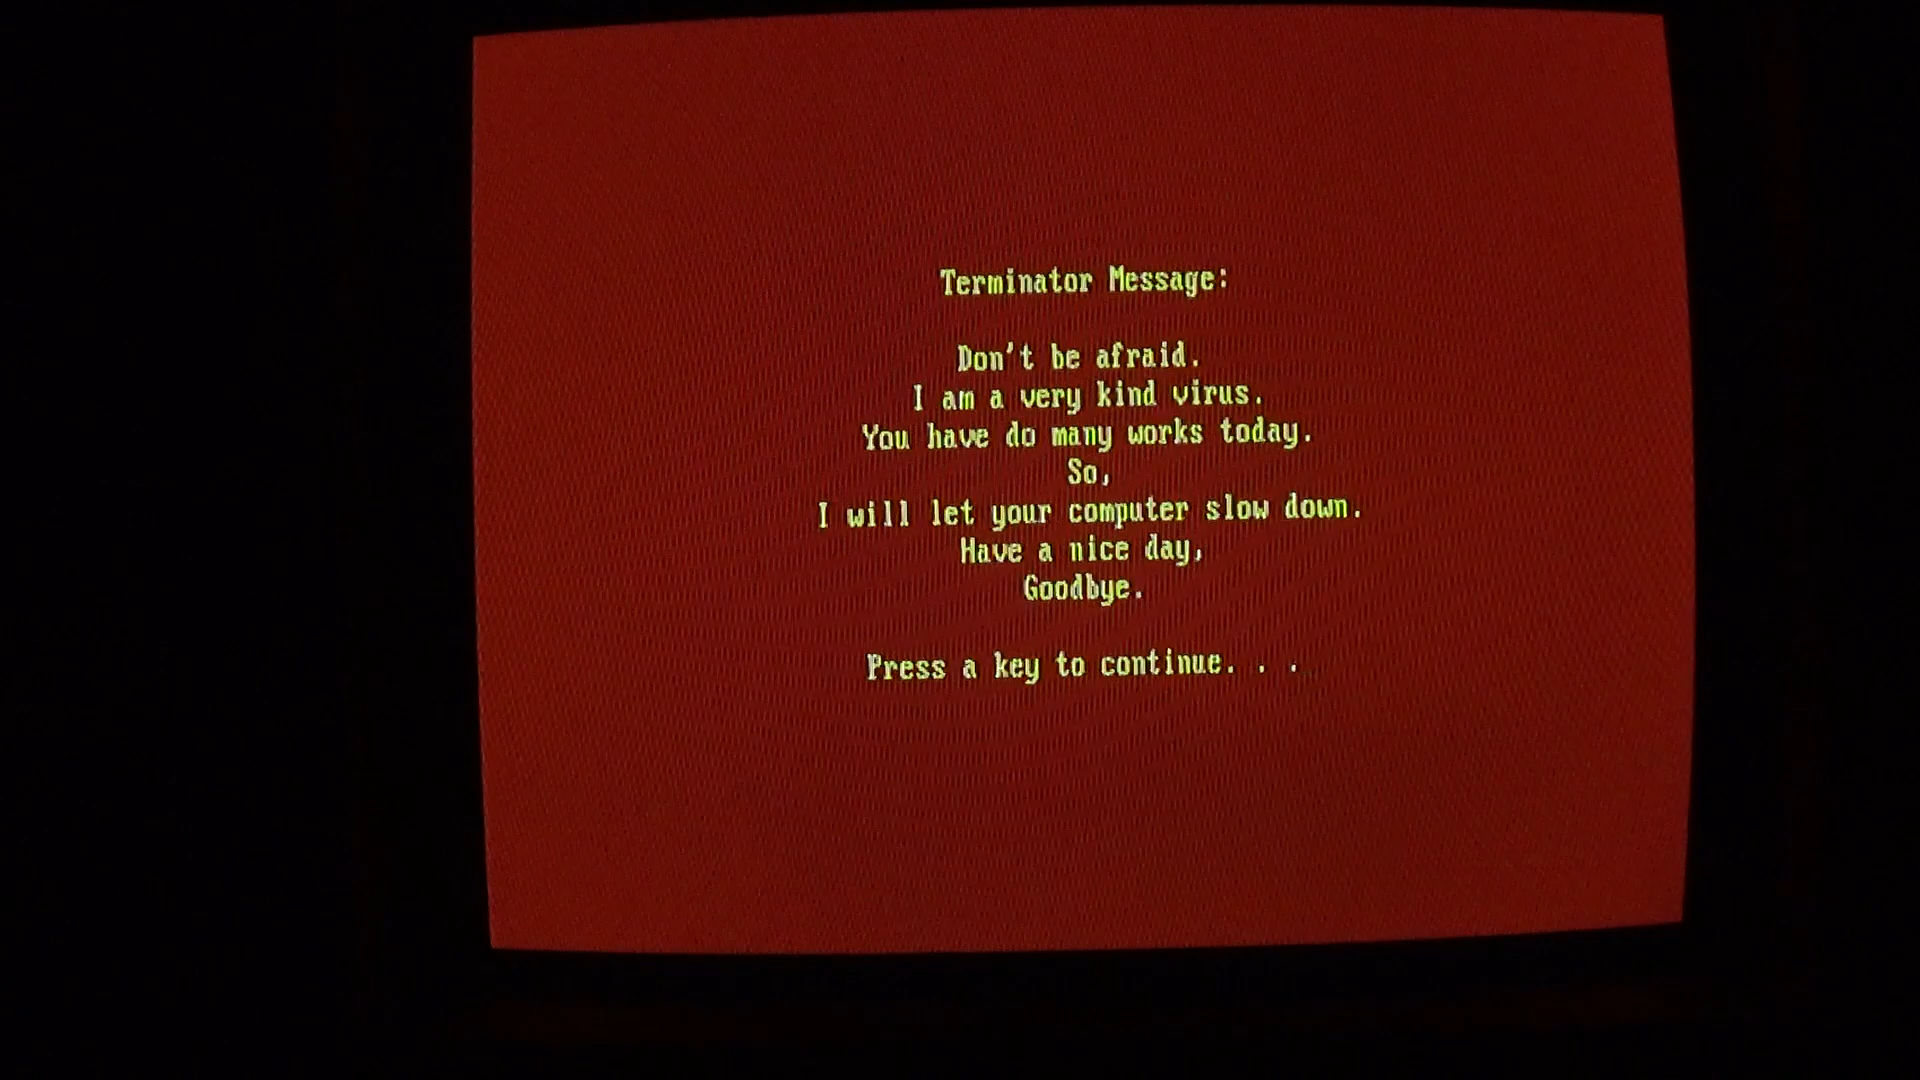 Terminator Message:
Don't be afraid.
I am a very kind virus.
You have do many works today.
So,
I will let your computer slow down.
Have a nice day,
Goodbye.
Press a key to continue. . .